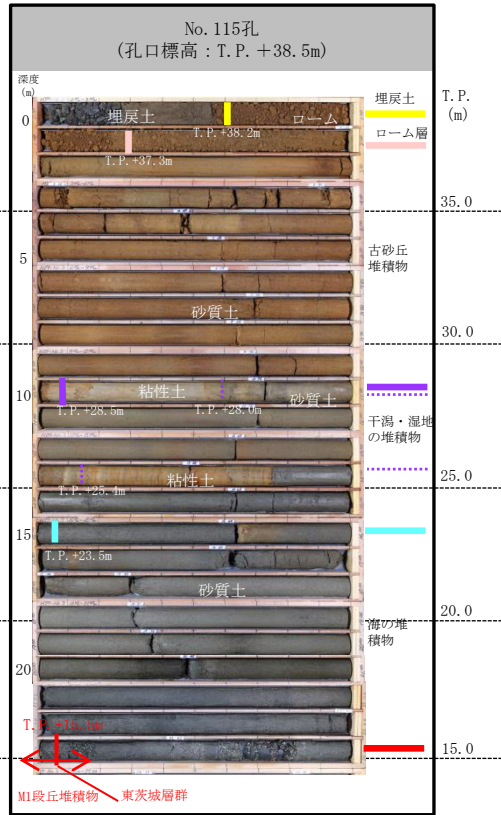 No.115孔
(孔口標高：T.P.＋38.5m)
深度
(m)
T.P.
(m)
0
埋戻土
ローム
埋戻土
T.P.+38.2m
ローム層
T.P.+37.3m
35.0
5
古砂丘
堆積物
砂質土
30.0
10
粘性土
砂質土
T.P.+28.5m
T.P.+28.0m
干潟・湿地
の堆積物
粘性土
25.0
T.P.+25.4m
15
T.P.+23.5m
砂質土
20.0
海の堆
積物
20
15.0
M1段丘堆積物
東茨城層群